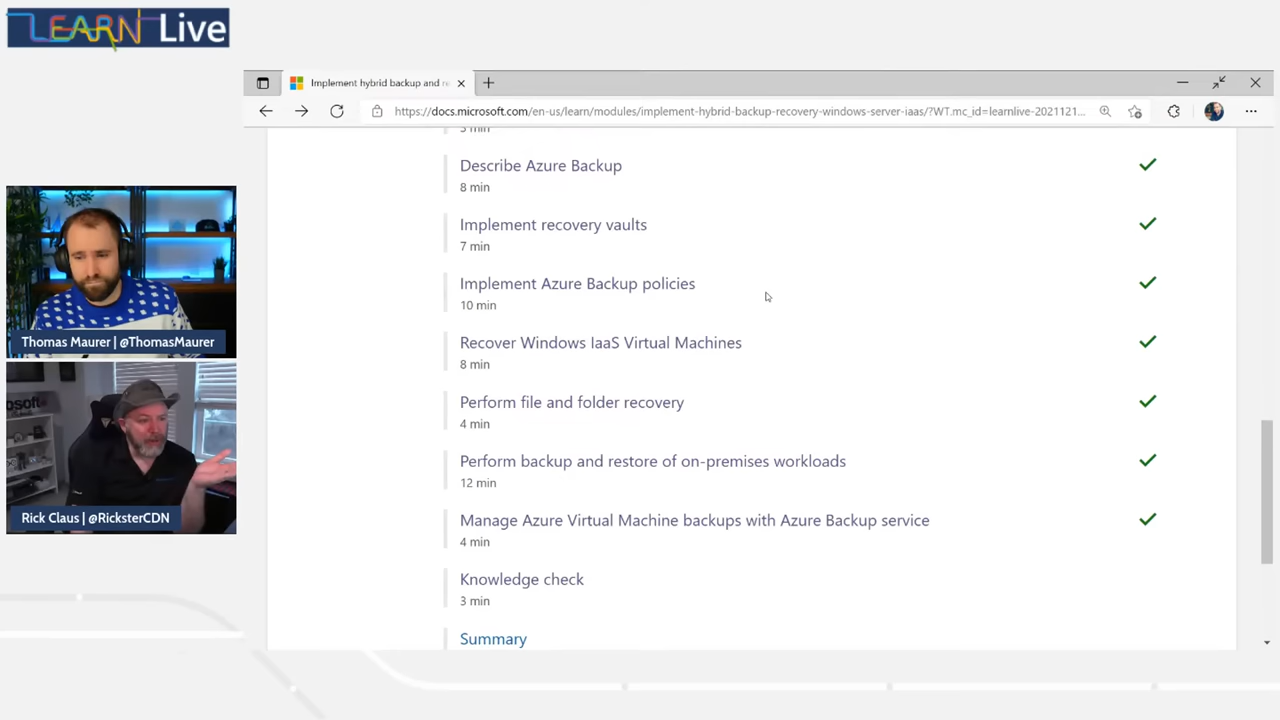 LEARN Live
Implement hybrid backup and re
https://docs.microsoft.com/en-us/learn/modules/implement-hybrid-backup-recovery-windows-server-iaas/?WT.mc_id=learnlive-2021121...
3 min
Describe Azure Backup
8 min
Implement recovery vaults
7 min
Implement Azure Backup policies
10 min
Recover Windows IaaS Virtual Machines
8 min
Perform file and folder recovery
4 min
Perform backup and restore of on-premises workloads
12 min
Manage Azure Virtual Machine backups with Azure Backup service
4 min
Knowledge check
3 min
Summary
Thomas Maurer | @ThomasMaurer
osoft
Rick Claus | @RicksterCDN